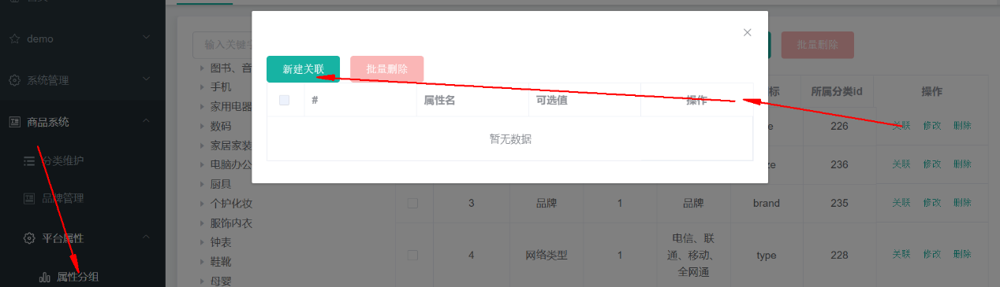 demo
系统管理
商品系统
分类维护
品牌管理
平台属性
属性分组
输入关键字
图书、音
手机
家用电器
数码
家居家装
电脑办公
厨具
个护化妆
服饰内衣
钟表
鞋靴
母婴
新建关联 批量删除
# 属性名 可选值 操作
暂无数据
批量删除
标 所属分类id 操作
226 关联 修改 删除
ze 236 关联 修改 删除
3 品牌 1 品牌 brand 235 关联 修改 删除
4 网络类型 1 电信、联 type 228 关联 修改 删除
通、移动、
全网通